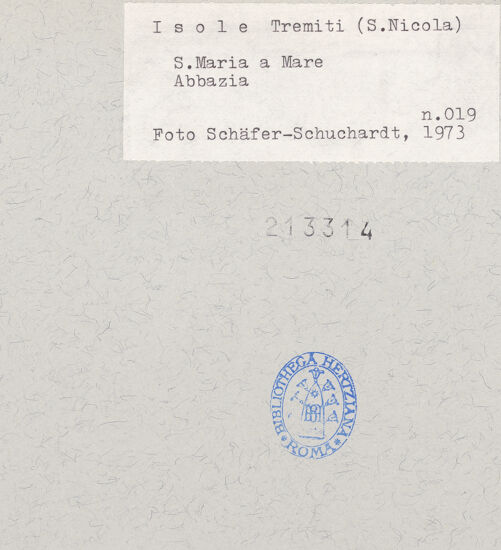 I s o l e  Tremiti (S.Nicola)
S.Maria a Mare
Abbazia
n.019
Foto Schäfer-Schuchardt, 1973
213314
BIBLIOTHECA HERTZIANA
*ROMA*